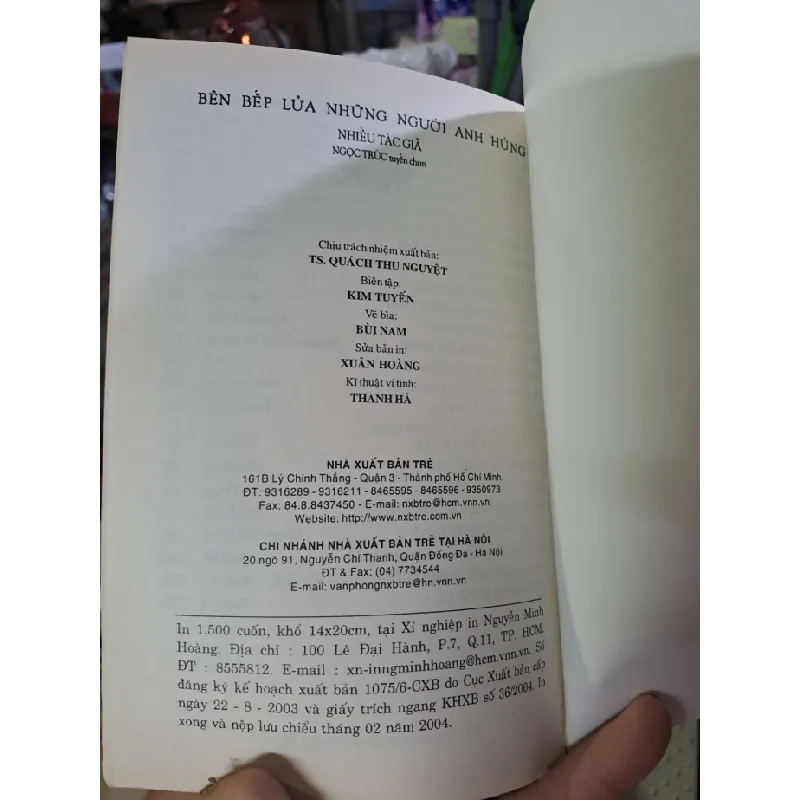 BÊN BẾP LỬA NHỮNG NGƯỜI ANH HÙNG
NHIỀU TÁC GIẢ
NGỌC TRÚC tuyển chọn
Chịu trách nhiệm xuất bản:
TS. QUÁCH THU NGUYỆT
Biên tập:
KIM TUYẾN
Vẽ bìa:
BÙI NAM
Sửa bản in:
XUÂN HOÀNG
Kĩ thuật vi tính:
THANH HÀ
NHÀ XUẤT BẢN TRẺ
161B Lý Chính Thắng - Quận 3 - Thành phố Hồ Chí Minh
ĐT: 9316289 - 9316211 - 8465595 - 8465596 - 9350973
Fax: 84.8.8437450 - E-mail: nxbtre@hcm.vnn.vn
Website: http://www.nxbtre.com.vn
CHI NHÁNH NHÀ XUẤT BẢN TRẺ TẠI HÀ NỘI
20 ngõ 91, Nguyễn Chí Thanh, Quận Đống Đa - Hà Nội
ĐT & Fax: (04) 7734544
E-mail: vanphongnxbtre@hn.vnn.vn
In 1.500 cuốn, khổ 14x20cm, tại Xí nghiệp in Nguyễn Minh
Hoàng. Địa chỉ : 100 Lê Đại Hành, P.7, Q.11, TP. HCM.
ĐT : 8555812. E-mail : xn-inngminhhoang@hcm.vnn.vn. Số
đăng ký kế hoạch xuất bản 1075/6-CXB do Cục Xuất bản cấp
ngày 22 - 8 - 2003 và giấy trích ngang KHXB số 36/2004. In
xong và nộp lưu chiểu tháng 02 năm 2004.